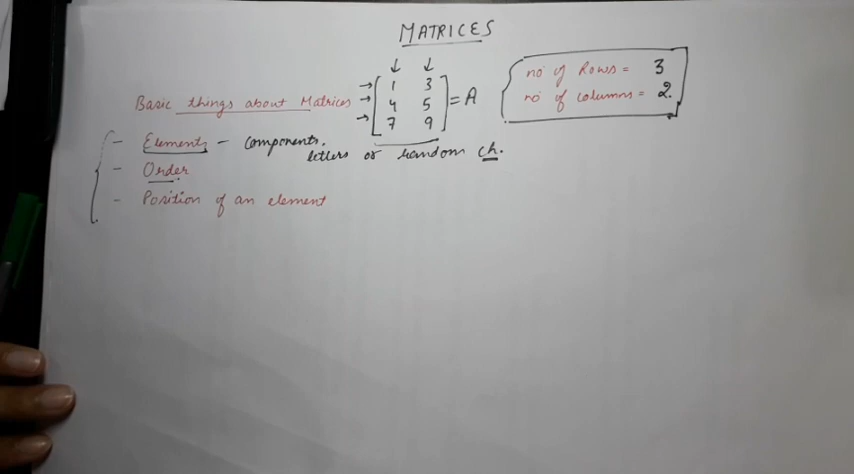 MATRICES
Basic things about Matrices
→ [ 1 3
→ 4 5 ] = A
→ 7 9
no of Rows = 3
no of columns = 2
- Elements - components.
letters or random ch.
- Order
- Position of an element